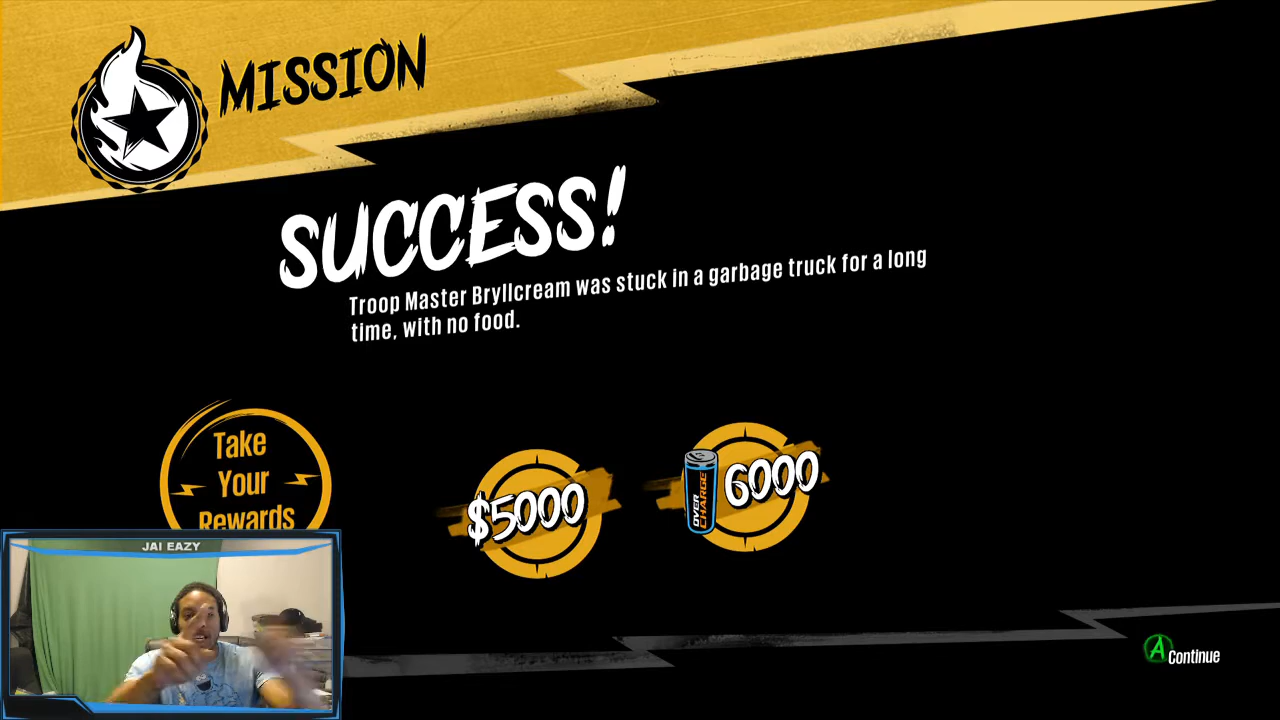 MISSION
SUCCESS!
Troop Master Bryllcream was stuck in a garbage truck for a long
time, with no food.
Take
Your
Rewards
$5000
OVER
CHARGE
6000
JAI EAZY
A Continue